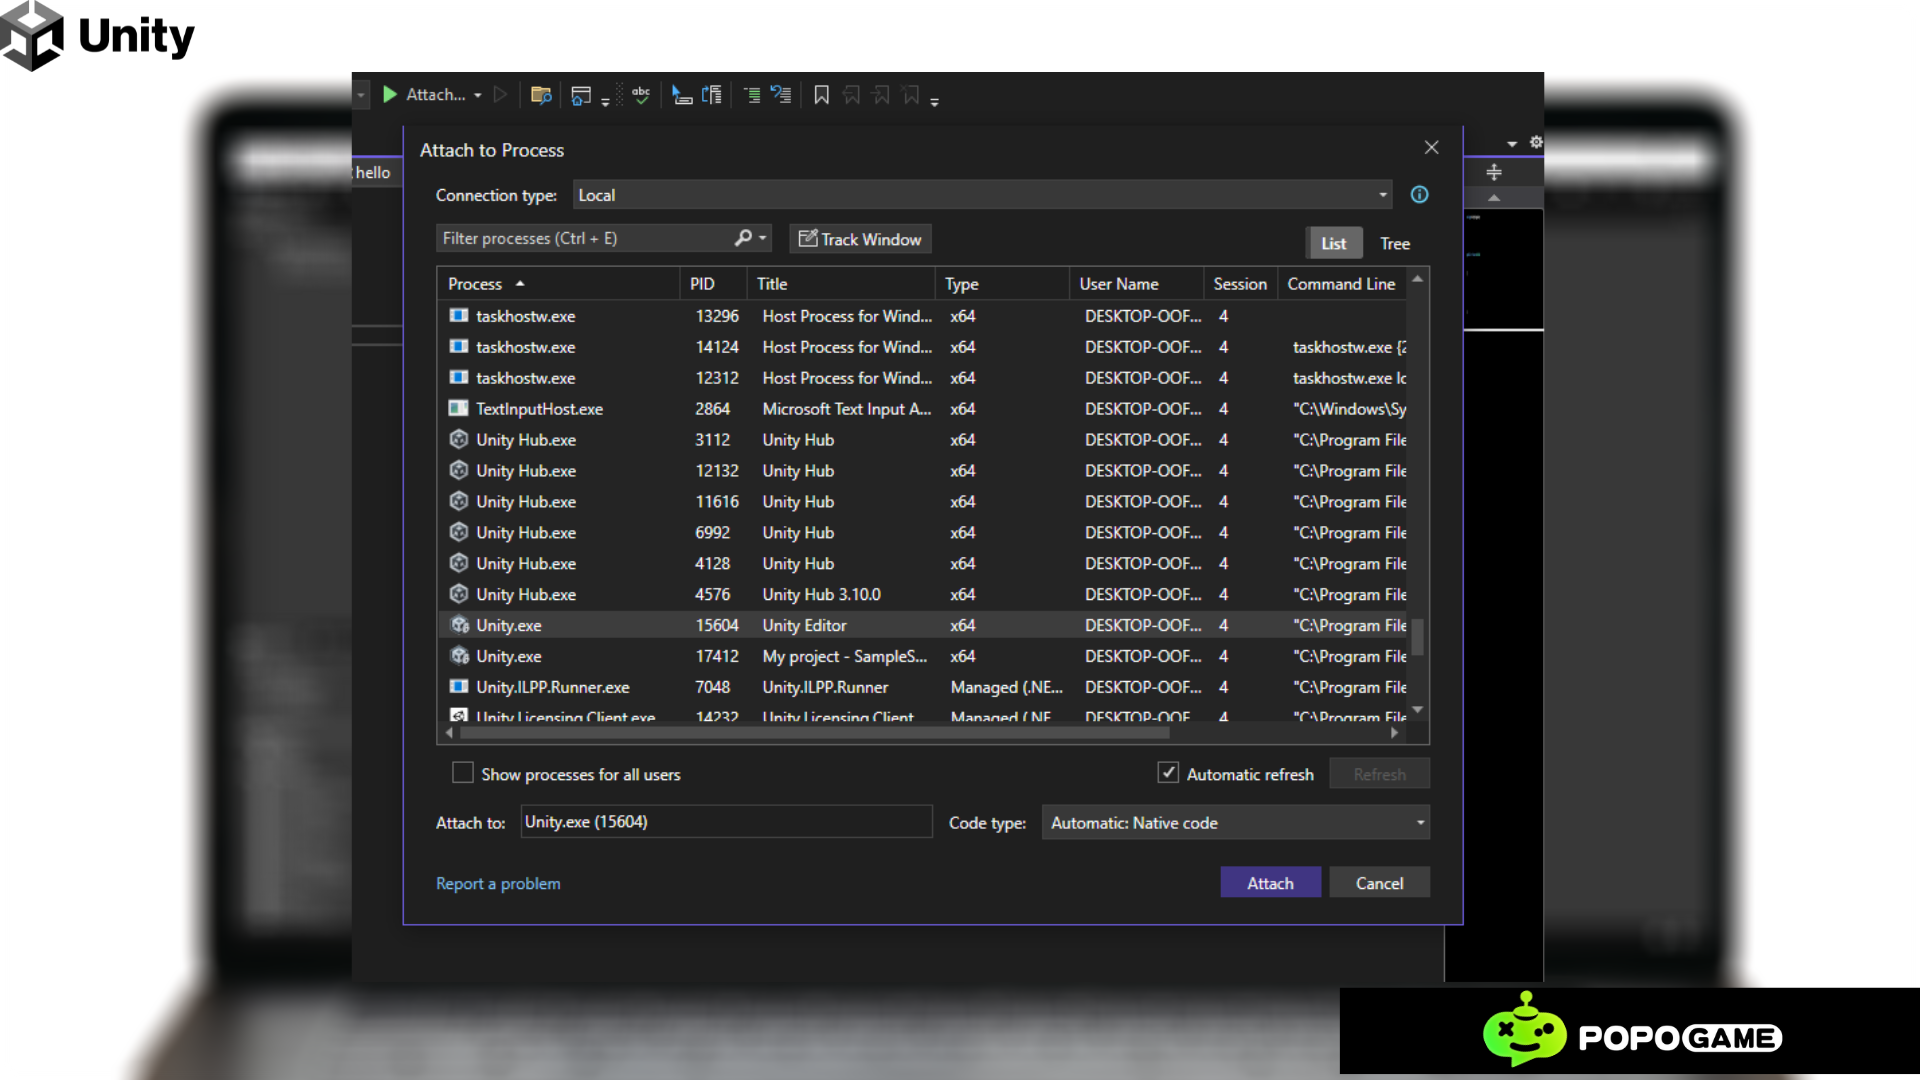 Unity
Attach...
abc
hello
Attach to Process
Connection type: Local
Filter processes (Ctrl + E) Track Window List Tree
Process PID Title Type User Name Session Command Line
taskhostw.exe 13296 Host Process for Wind... x64 DESKTOP-OOF... 4
taskhostw.exe 14124 Host Process for Wind... x64 DESKTOP-OOF... 4 taskhostw.exe {2
taskhostw.exe 12312 Host Process for Wind... x64 DESKTOP-OOF... 4 taskhostw.exe lc
TextInputHost.exe 2864 Microsoft Text Input A... x64 DESKTOP-OOF... 4 "C:\Windows\Sy
Unity Hub.exe 3112 Unity Hub x64 DESKTOP-OOF... 4 "C:\Program File
Unity Hub.exe 12132 Unity Hub x64 DESKTOP-OOF... 4 "C:\Program File
Unity Hub.exe 11616 Unity Hub x64 DESKTOP-OOF... 4 "C:\Program File
Unity Hub.exe 6992 Unity Hub x64 DESKTOP-OOF... 4 "C:\Program File
Unity Hub.exe 4128 Unity Hub x64 DESKTOP-OOF... 4 "C:\Program File
Unity Hub.exe 4576 Unity Hub 3.10.0 x64 DESKTOP-OOF... 4 "C:\Program File
Unity.exe 15604 Unity Editor x64 DESKTOP-OOF... 4 "C:\Program File
Unity.exe 17412 My project - SampleS... x64 DESKTOP-OOF... 4 "C:\Program File
Unity.ILPP.Runner.exe 7048 Unity.ILPP.Runner Managed (.NE... DESKTOP-OOF... 4 "C:\Program File
Unity.Licensing.Client.exe 14232 Unity.Licensing.Client Managed (.NE... DESKTOP-OOF... 4 "C:\Program File
Show processes for all users Automatic refresh Refresh
Attach to: Unity.exe (15604) Code type: Automatic: Native code
Report a problem Attach Cancel
POPOGAME